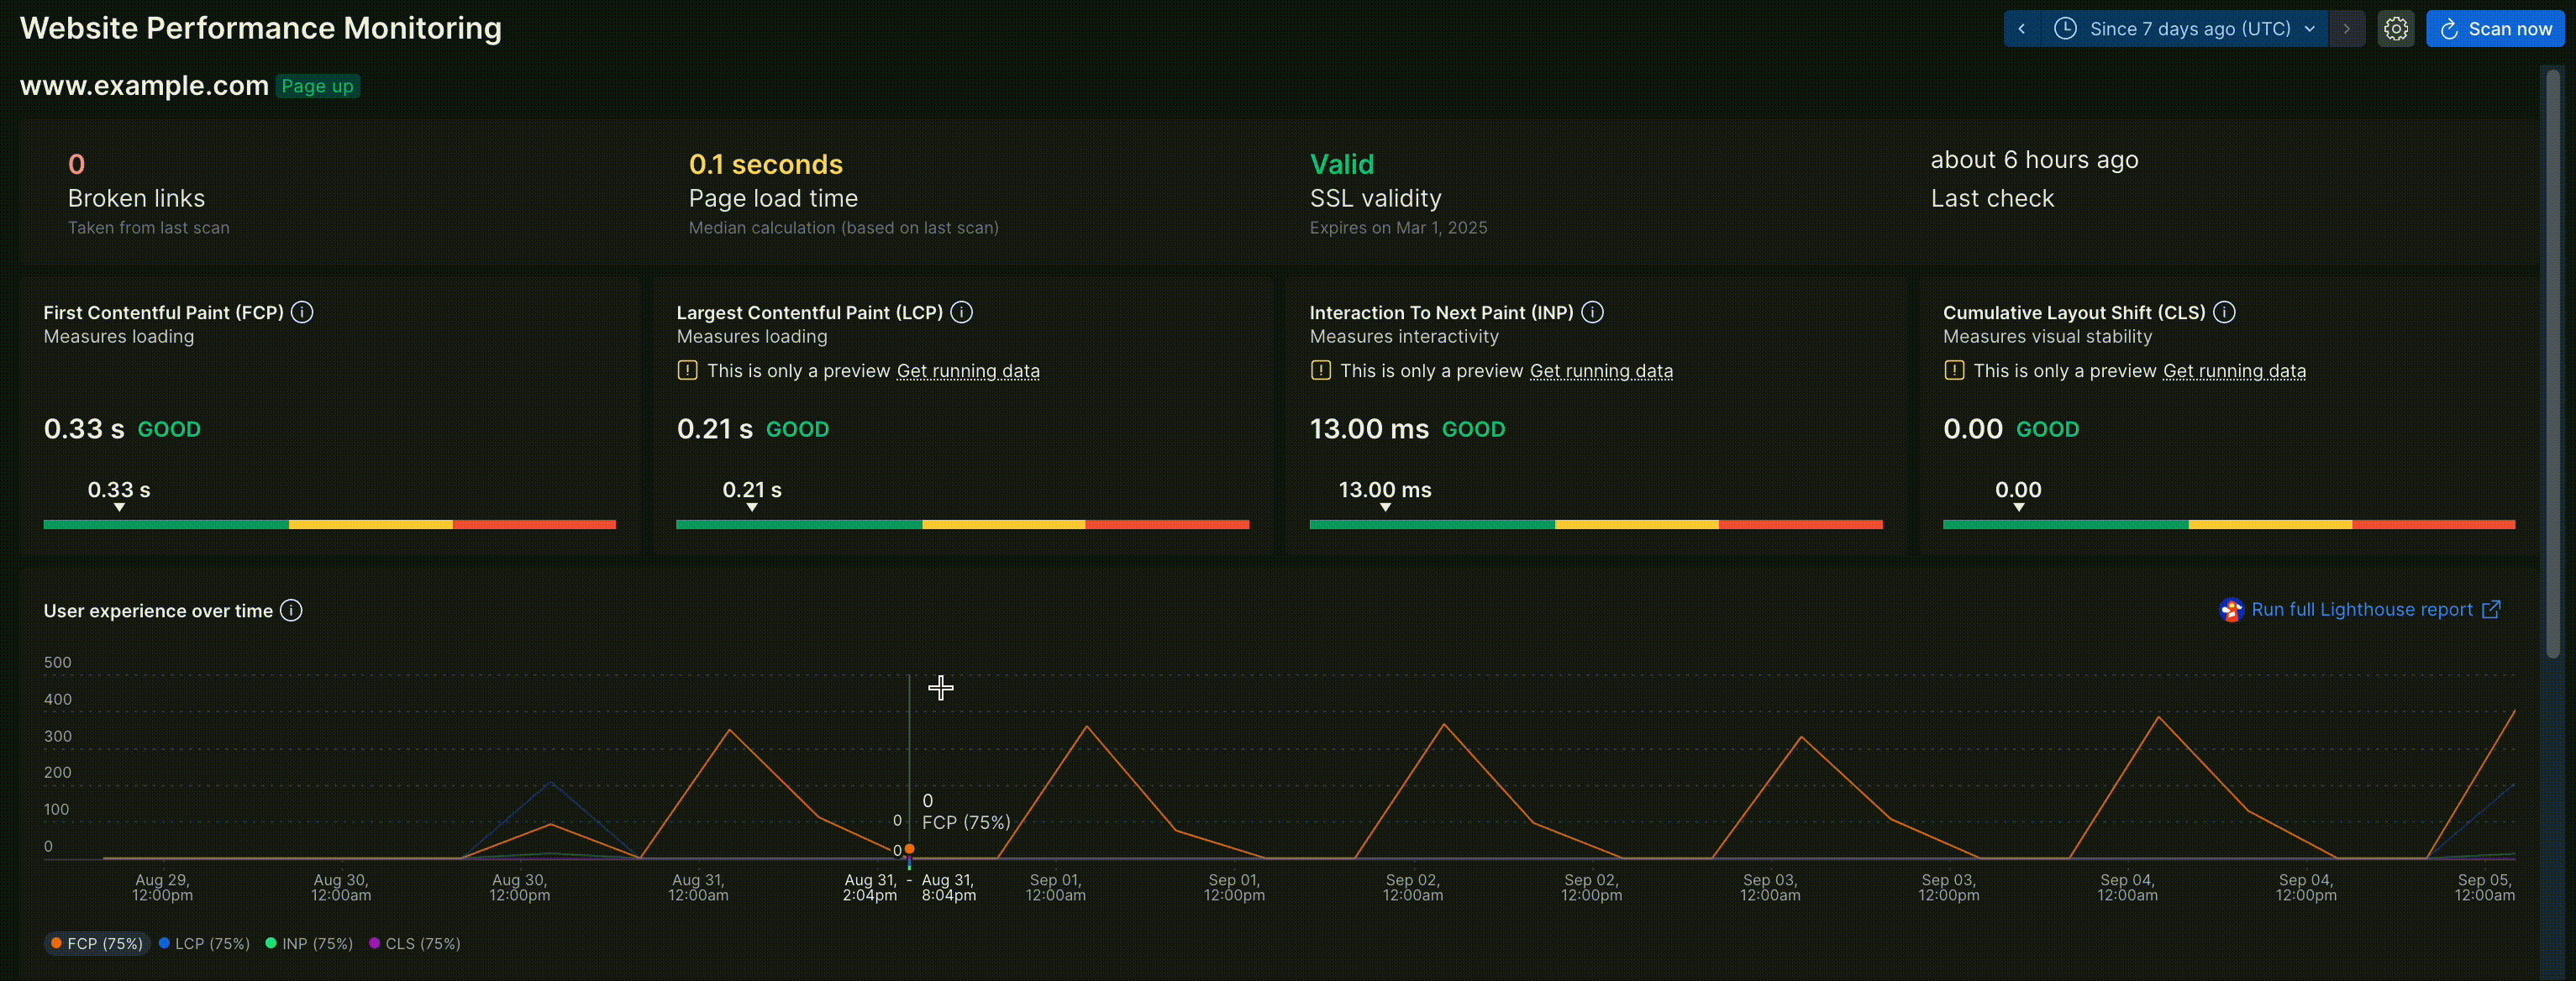 Website Performance Monitoring
Since 7 days ago (UTC)
Scan now
www.example.com Page up
0
Broken links
Taken from last scan
0.1 seconds
Page load time
Median calculation (based on last scan)
Valid
SSL validity
Expires on Mar 1, 2025
about 6 hours ago
Last check
First Contentful Paint (FCP)
Measures loading
0.33 s GOOD
0.33 s
Largest Contentful Paint (LCP)
Measures loading
This is only a preview Get running data
0.21 s GOOD
0.21 s
Interaction To Next Paint (INP)
Measures interactivity
This is only a preview Get running data
13.00 ms GOOD
13.00 ms
Cumulative Layout Shift (CLS)
Measures visual stability
This is only a preview Get running data
0.00 GOOD
0.00
User experience over time
Run full Lighthouse report
500
400
300
200
100
0
0
FCP (75%)
0
0
Aug 29,
12:00pm
Aug 30,
12:00am
Aug 30,
12:00pm
Aug 31,
12:00am
Aug 31, - Aug 31,
2:04pm 8:04pm
Sep 01,
12:00am
Sep 01,
12:00pm
Sep 02,
12:00am
Sep 02,
12:00pm
Sep 03,
12:00am
Sep 03,
12:00pm
Sep 04,
12:00am
Sep 04,
12:00pm
Sep 05,
12:00am
FCP (75%) LCP (75%) INP (75%) CLS (75%)